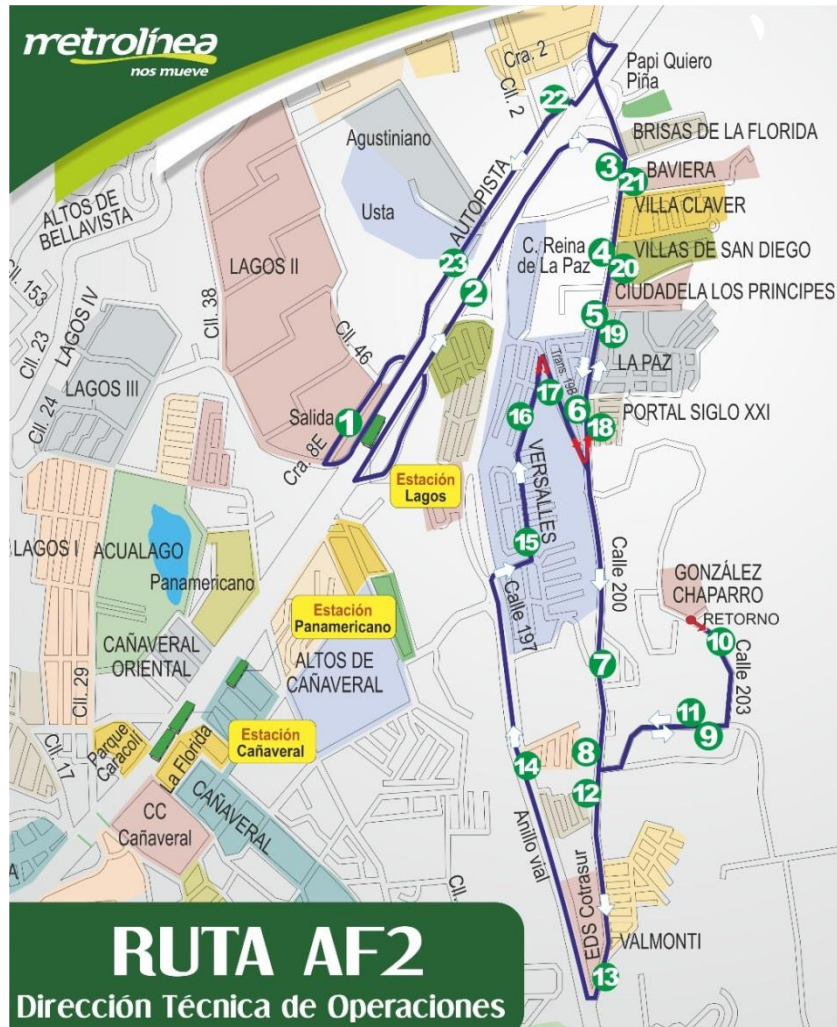 metrolínea
nos mueve
Cra. 2
Cll. 2
Papi Quiero
Piña
22
BRISAS DE LA FLORIDA
Agustiniano
3
BAVIERA
21
VILLA CLAVER
Usta
AUTOPISTA
ALTOS DE
BELLAVISTA
C. Reina
de La Paz
4
VILLAS DE SAN DIEGO
20
23
LAGOS II
Cll. 153
Cll. 38
2
CIUDADELA LOS PRINCIPES
5
19
LAGOS IV
Cll. 23
Cll. 46
LA PAZ
Trans. 19B
LAGOS III
Cll. 24
17
6
16
PORTAL SIGLO XXI
18
Salida
1
Cra. 8E
VERSALLES
Estación
Lagos
LAGOS I
ACUALAGO
15
Panamericano
Calle 197
Calle 200
GONZÁLEZ
CHAPARRO
RETORNO
10
Estación
Panamericano
CAÑAVERAL
ORIENTAL
ALTOS DE
CAÑAVERAL
7
Calle 203
Cll. 29
11
9
Estación
Cañaveral
Parque
Caracolí
La Florida
Cll. 17
8
14
12
CC
Cañaveral
CAÑAVERAL
Anillo vial
Cll.
A
EDS Cotrasur
VALMONTI
13
RUTA AF2
Dirección Técnica de Operaciones